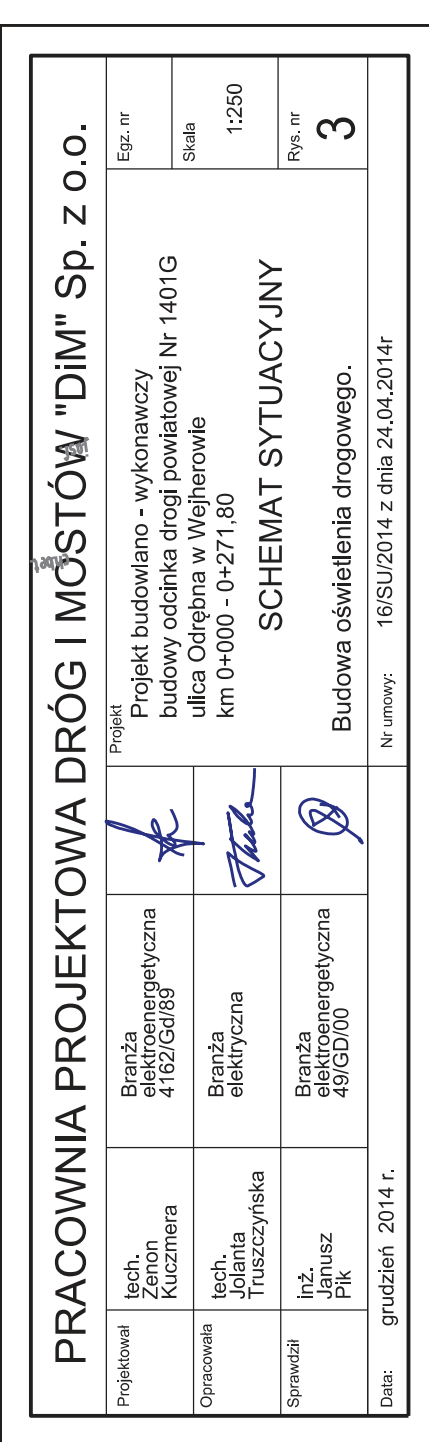 PRACOWNIA PROJEKTOWA DRÓG I MOSTÓW "DiM" Sp. z o.o.
Projektował
tech.
Zenon
Kuczmera
Branża
elektroenergetyczna
4162/Gd/89
Opracowała
tech.
Jolanta
Truszczyńska
Branża
elektryczna
Sprawdził
inż.
Janusz
Pik
Branża
elektroenergetyczna
49/GD/00
Projekt
Projekt budowlano - wykonawczy
budowy odcinka drogi powiatowej Nr 1401G
ulica Odrębna w Wejherowie
km 0+000 - 0+271,80
SCHEMAT SYTUACYJNY
Budowa oświetlenia drogowego.
Egz. nr
Skala
1:250
Rys. nr
3
Data: grudzień 2014 r.
Nr umowy: 16/SU/2014 z dnia 24.04.2014r